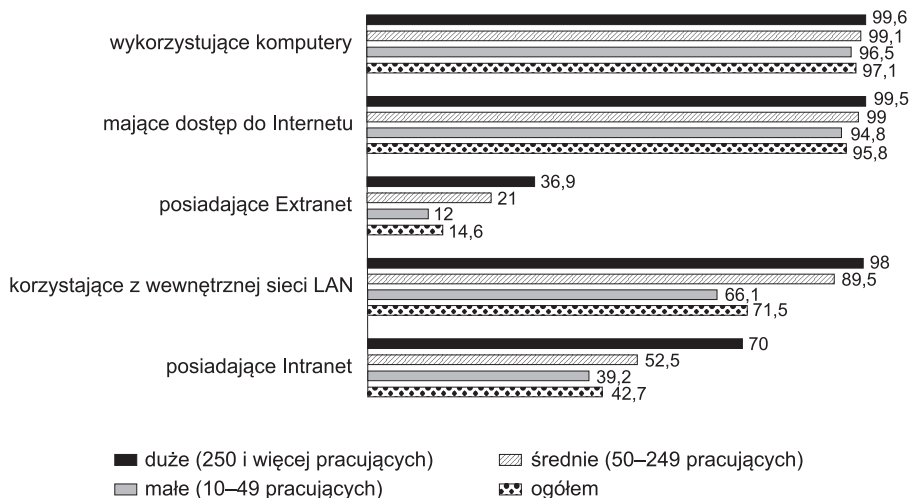 wykorzystujące komputery
99,6
99,1
96,5
97,1
mające dostęp do Internetu
99,5
99
94,8
95,8
posiadające Extranet
36,9
21
12
14,6
korzystające z wewnętrznej sieci LAN
98
89,5
66,1
71,5
posiadające Intranet
70
52,5
39,2
42,7
duże (250 i więcej pracujących)
średnie (50–249 pracujących)
małe (10–49 pracujących)
ogółem